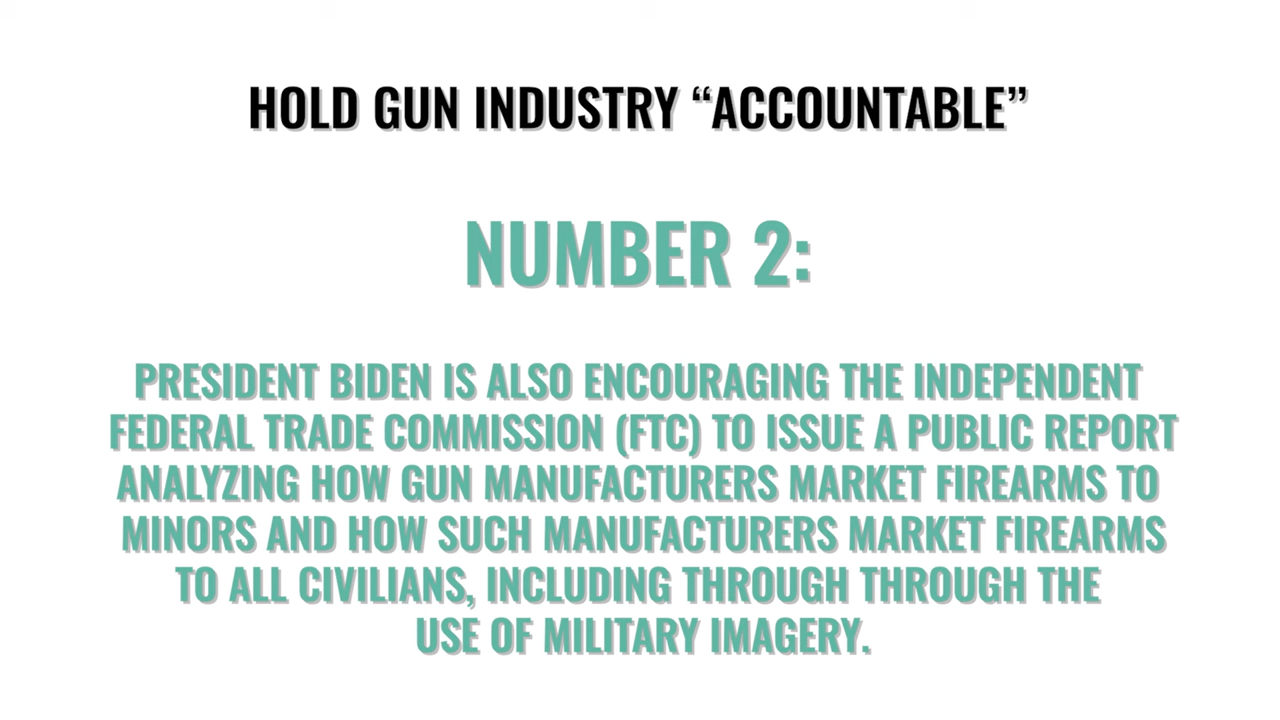 HOLD GUN INDUSTRY “ACCOUNTABLE”
NUMBER 2:
PRESIDENT BIDEN IS ALSO ENCOURAGING THE INDEPENDENT
FEDERAL TRADE COMMISSION (FTC) TO ISSUE A PUBLIC REPORT
ANALYZING HOW GUN MANUFACTURERS MARKET FIREARMS TO
MINORS AND HOW SUCH MANUFACTURERS MARKET FIREARMS
TO ALL CIVILIANS, INCLUDING THROUGH THROUGH THE
USE OF MILITARY IMAGERY.